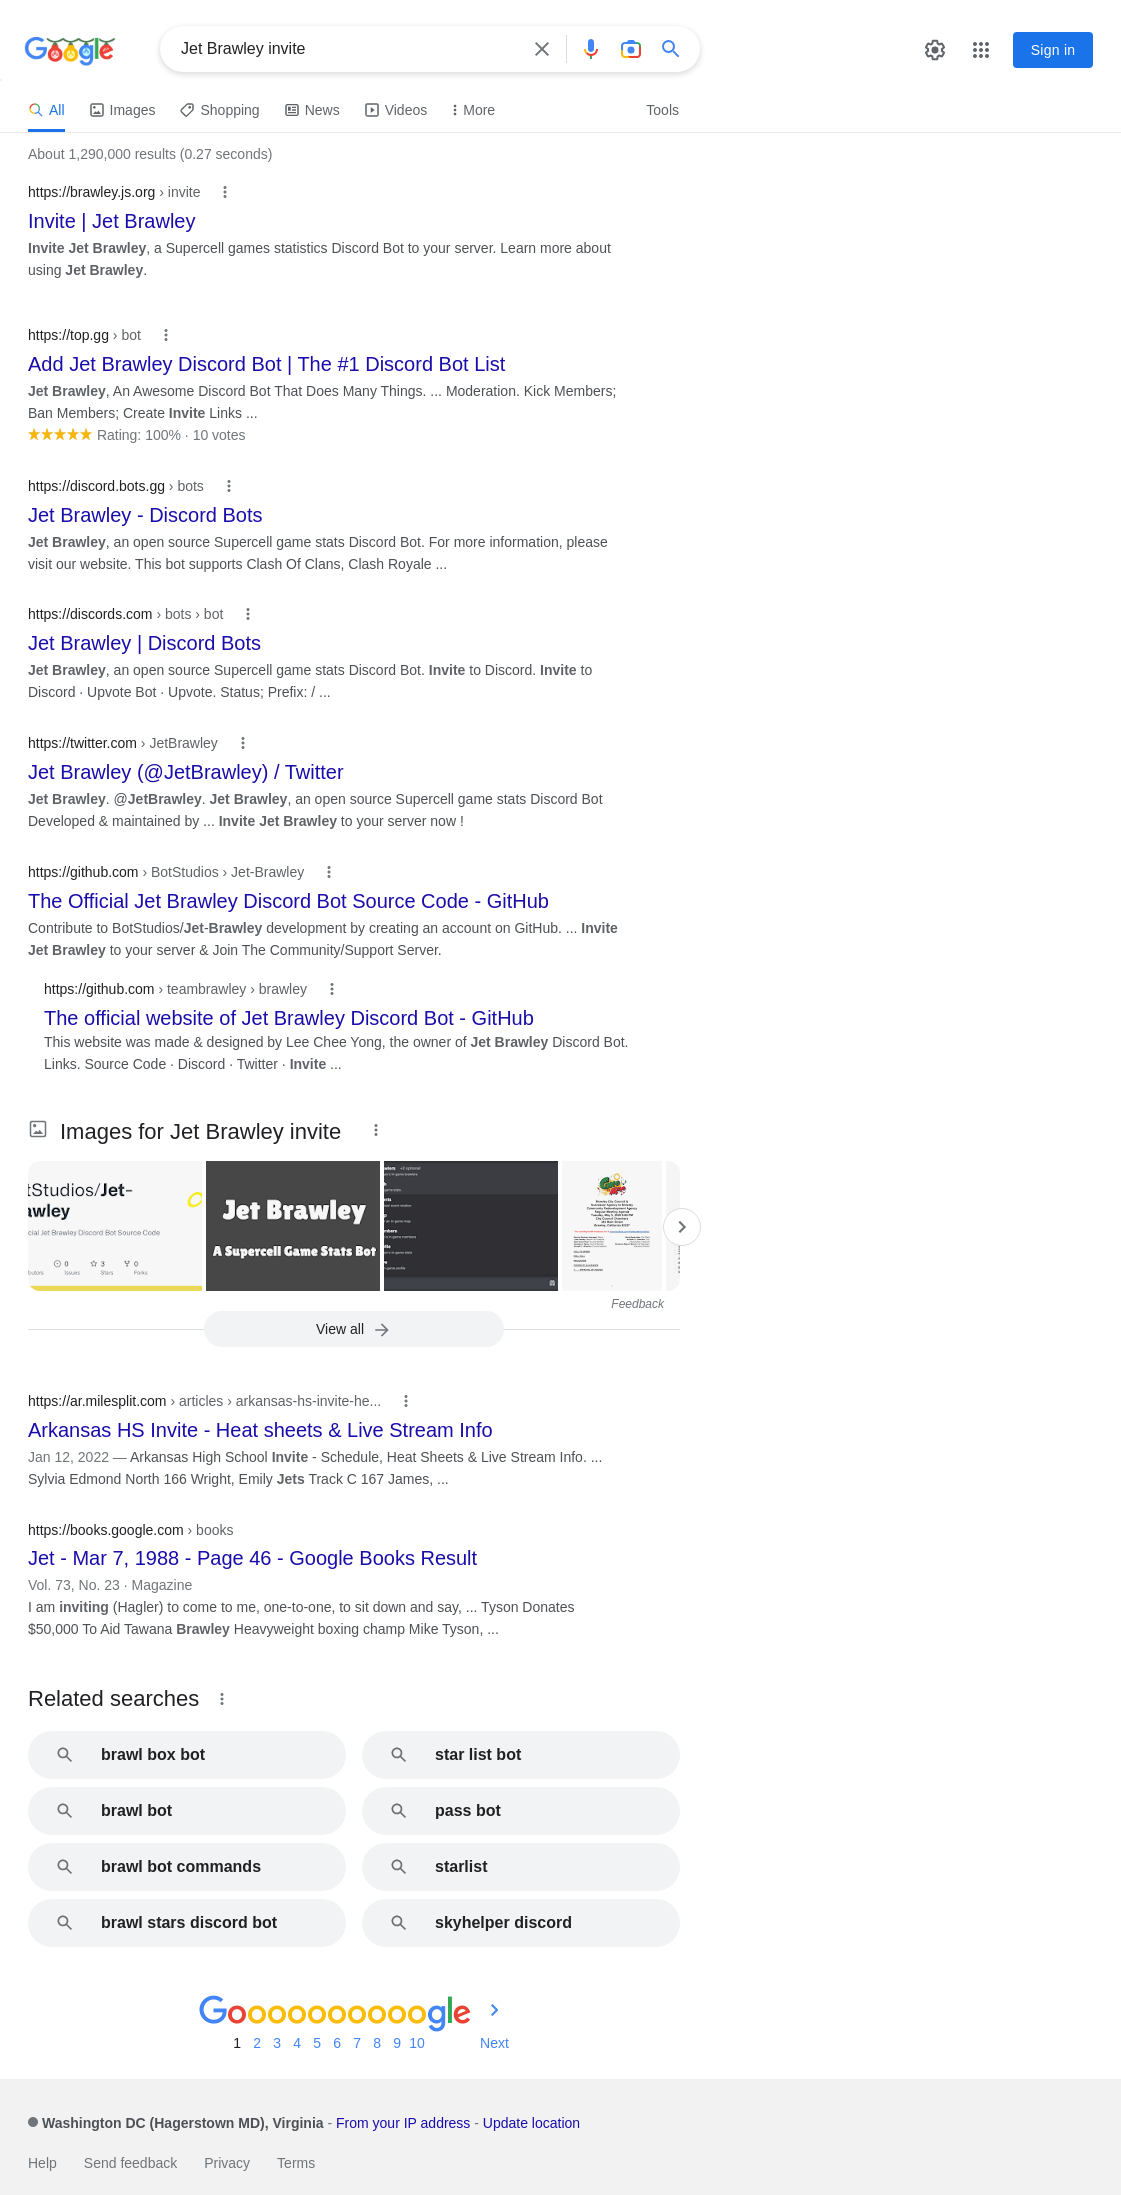 Google
Jet Brawley invite
Sign in
All
Images
Shopping
News
Videos
More
Tools
About 1,290,000 results (0.27 seconds)
https://brawley.js.org › invite
Invite | Jet Brawley
Invite Jet Brawley, a Supercell games statistics Discord Bot to your server. Learn more about
using Jet Brawley.
https://top.gg › bot
Add Jet Brawley Discord Bot | The #1 Discord Bot List
Jet Brawley, An Awesome Discord Bot That Does Many Things. ... Moderation. Kick Members;
Ban Members; Create Invite Links ...
Rating: 100% · 10 votes
https://discord.bots.gg › bots
Jet Brawley - Discord Bots
Jet Brawley, an open source Supercell game stats Discord Bot. For more information, please
visit our website. This bot supports Clash Of Clans, Clash Royale ...
https://discords.com › bots › bot
Jet Brawley | Discord Bots
Jet Brawley, an open source Supercell game stats Discord Bot. Invite to Discord. Invite to
Discord · Upvote Bot · Upvote. Status; Prefix: / ...
https://twitter.com › JetBrawley
Jet Brawley (@JetBrawley) / Twitter
Jet Brawley. @JetBrawley. Jet Brawley, an open source Supercell game stats Discord Bot
Developed & maintained by ... Invite Jet Brawley to your server now !
https://github.com › BotStudios › Jet-Brawley
The Official Jet Brawley Discord Bot Source Code - GitHub
Contribute to BotStudios/Jet-Brawley development by creating an account on GitHub. ... Invite
Jet Brawley to your server & Join The Community/Support Server.
https://github.com › teambrawley › brawley
The official website of Jet Brawley Discord Bot - GitHub
This website was made & designed by Lee Chee Yong, the owner of Jet Brawley Discord Bot.
Links. Source Code · Discord · Twitter · Invite ...
Images for Jet Brawley invite
tStudios/Jet-
awley
cial Jet Brawley Discord Bot Source Code
0
3
0
Issues
Stars
Forks
Jet Brawley
A Supercell Game Stats Bot
Feedback
View all
https://ar.milesplit.com › articles › arkansas-hs-invite-he...
Arkansas HS Invite - Heat sheets & Live Stream Info
Jan 12, 2022 — Arkansas High School Invite - Schedule, Heat Sheets & Live Stream Info. ...
Sylvia Edmond North 166 Wright, Emily Jets Track C 167 James, ...
https://books.google.com › books
Jet - Mar 7, 1988 - Page 46 - Google Books Result
Vol. 73, No. 23 · Magazine
I am inviting (Hagler) to come to me, one-to-one, to sit down and say, ... Tyson Donates
$50,000 To Aid Tawana Brawley Heavyweight boxing champ Mike Tyson, ...
Related searches
brawl box bot
star list bot
brawl bot
pass bot
brawl bot commands
starlist
brawl stars discord bot
skyhelper discord
Goooooooooogle
1 2 3 4 5 6 7 8 9 10 Next
Washington DC (Hagerstown MD), Virginia - From your IP address - Update location
Help
Send feedback
Privacy
Terms